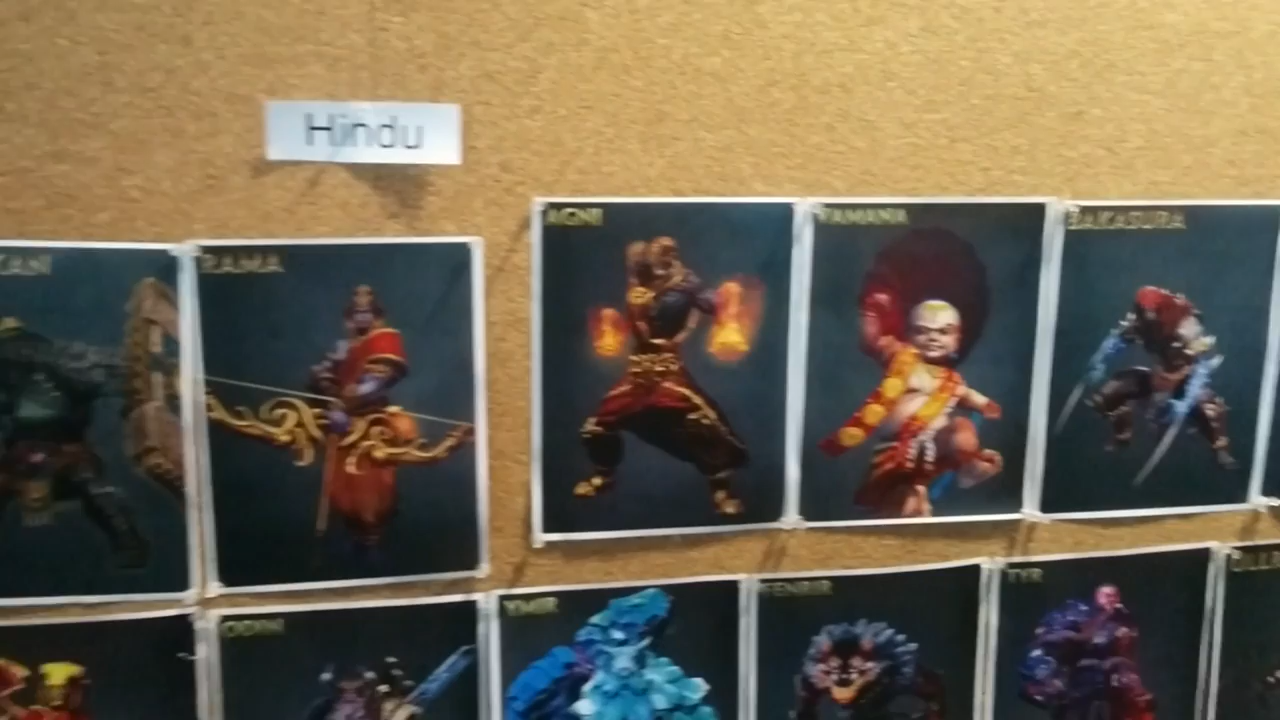 Hindu
RAMA
AGNI
VAMANA
BAKASURA
ODIN
YMIR
FENRIR
TYR